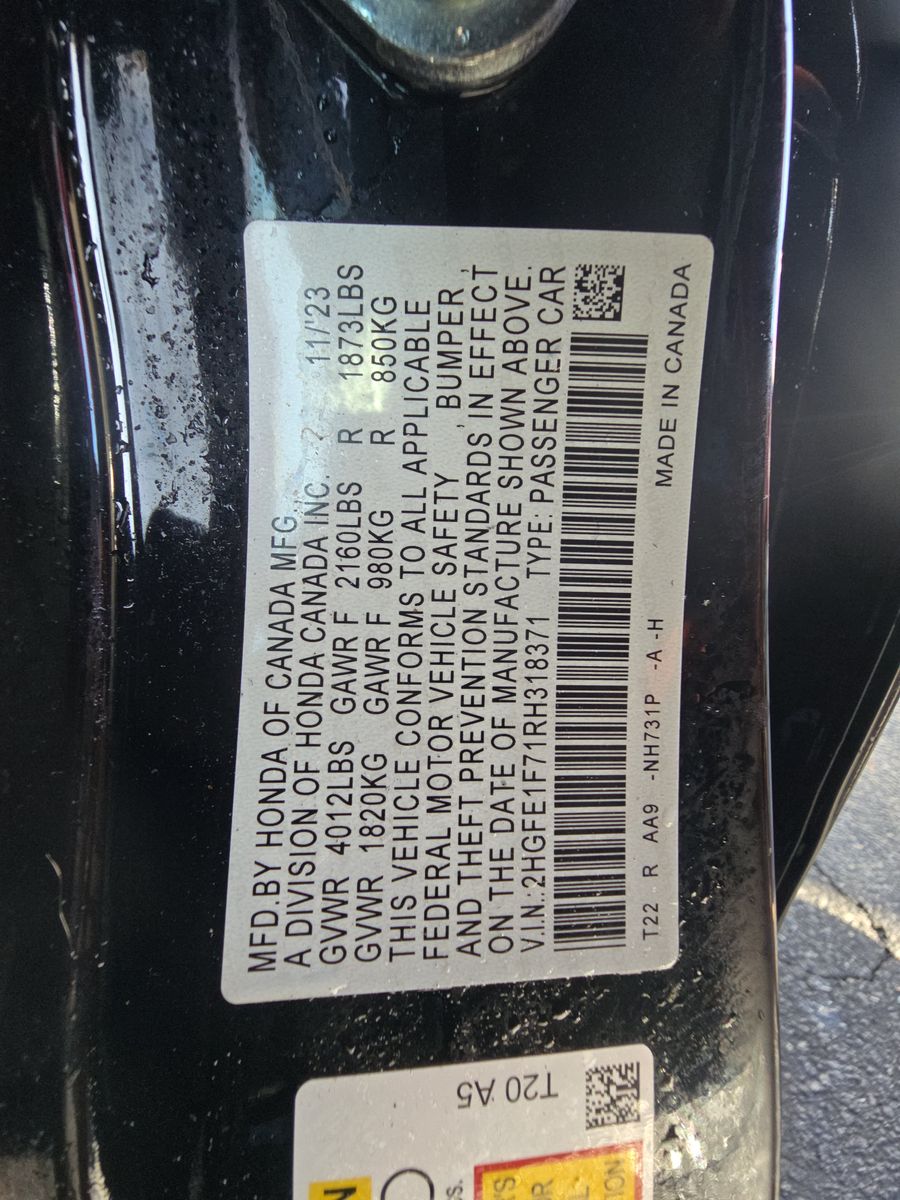 MFD.BY HONDA OF CANADA MFG.,
A DIVISION OF HONDA CANADA INC. 11/'23
GVWR 4012LBS GAWR F 2160LBS R 1873LBS
GVWR 1820KG GAWR F 980KG R 850KG
THIS VEHICLE CONFORMS TO ALL APPLICABLE
FEDERAL MOTOR VEHICLE SAFETY, BUMPER,
AND THEFT PREVENTION STANDARDS IN EFFECT
ON THE DATE OF MANUFACTURE SHOWN ABOVE.
V.I.N.:2HGFE1F71RH318371 TYPE:PASSENGER CAR
T22 R AA9 -NH731P -A -H MADE IN CANADA
T20 A5